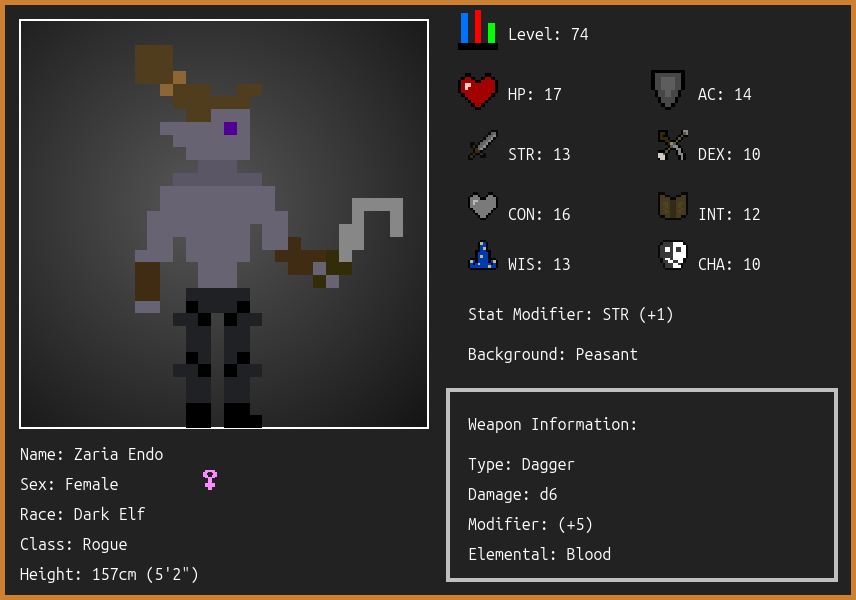 Level: 74
HP: 17
AC: 14
STR: 13
DEX: 10
CON: 16
INT: 12
WIS: 13
CHA: 10
Stat Modifier: STR (+1)
Background: Peasant
Weapon Information:
Type: Dagger
Damage: d6
Modifier: (+5)
Elemental: Blood
Name: Zaria Endo
Sex: Female
Race: Dark Elf
Class: Rogue
Height: 157cm (5'2")